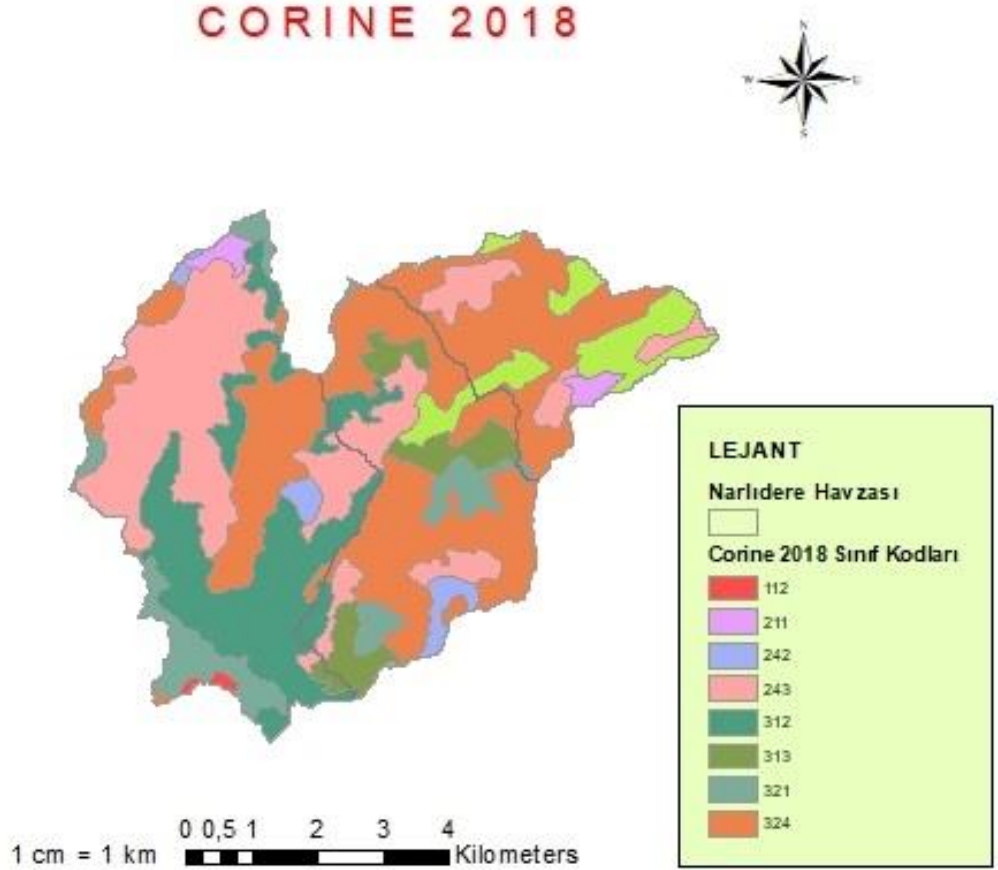 CORINE 2018
N
W
E
S
LEJANT
Narlıdere Havzası
Corine 2018 Sınıf Kodları
112
211
242
243
312
313
321
324
0 0,5 1 2 3 4
1 cm = 1 km Kilometers